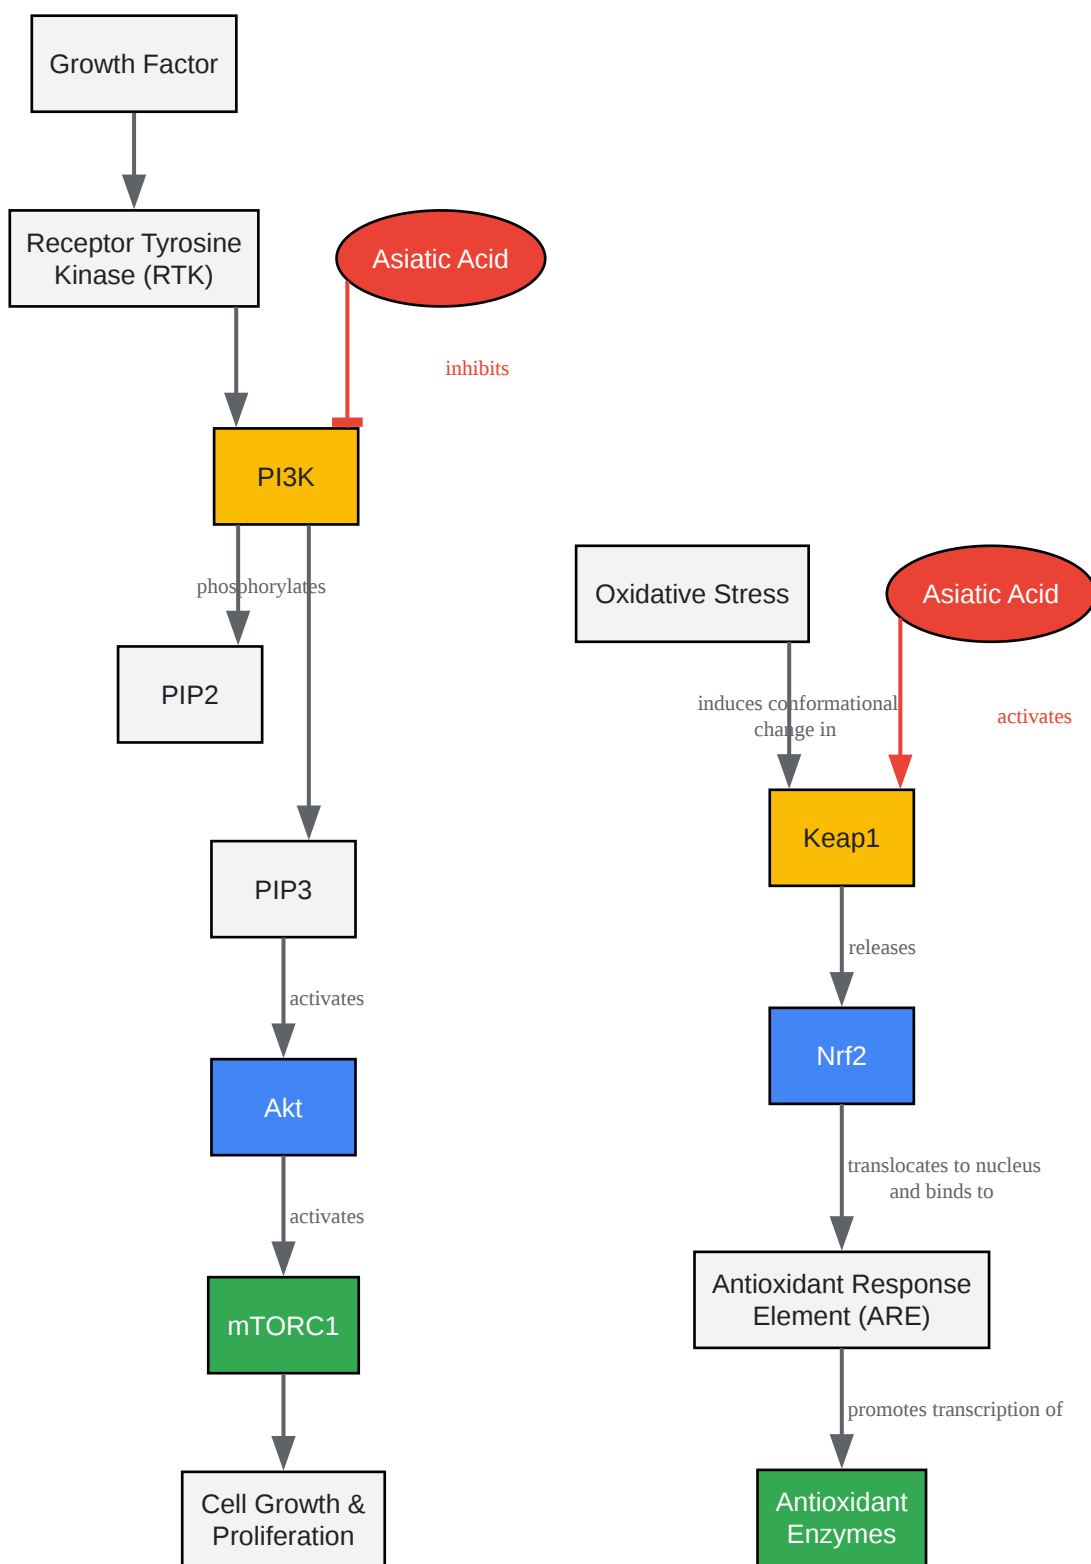 Growth Factor
Receptor Tyrosine
Kinase (RTK)
Asiatic Acid
inhibits
PI3K
phosphorylates
PIP2
PIP3
activates
Akt
activates
mTORC1
Cell Growth &
Proliferation
Oxidative Stress
Asiatic Acid
induces conformational
change in
activates
Keap1
releases
Nrf2
translocates to nucleus
and binds to
Antioxidant Response
Element (ARE)
promotes transcription of
Antioxidant
Enzymes